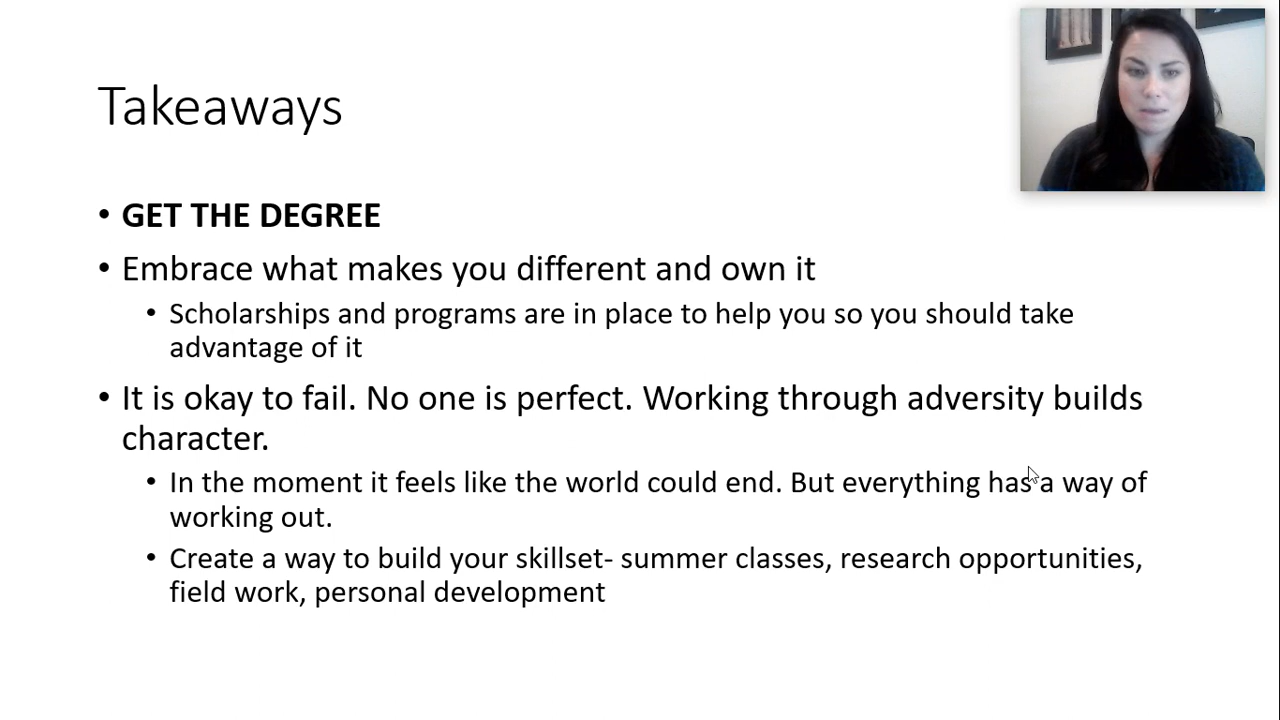 Takeaways
• GET THE DEGREE
• Embrace what makes you different and own it
• Scholarships and programs are in place to help you so you should take
advantage of it
• It is okay to fail. No one is perfect. Working through adversity builds
character.
• In the moment it feels like the world could end. But everything has a way of
working out.
• Create a way to build your skillset- summer classes, research opportunities,
field work, personal development